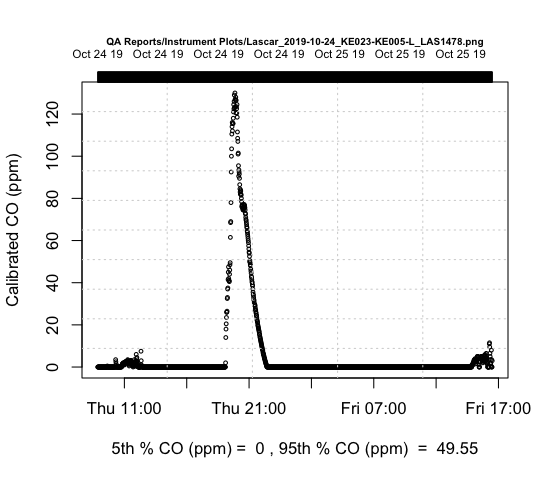 QA Reports/Instrument Plots/Lascar_2019-10-24_KE023-KE005-L_LAS1478.png
Oct 24 19 Oct 24 19 Oct 24 19 Oct 25 19 Oct 25 19 Oct 25 19
Calibrated CO (ppm)
120
100
80
60
40
20
0
Thu 11:00 Thu 21:00 Fri 07:00 Fri 17:00
5th % CO (ppm) = 0 , 95th % CO (ppm) = 49.55